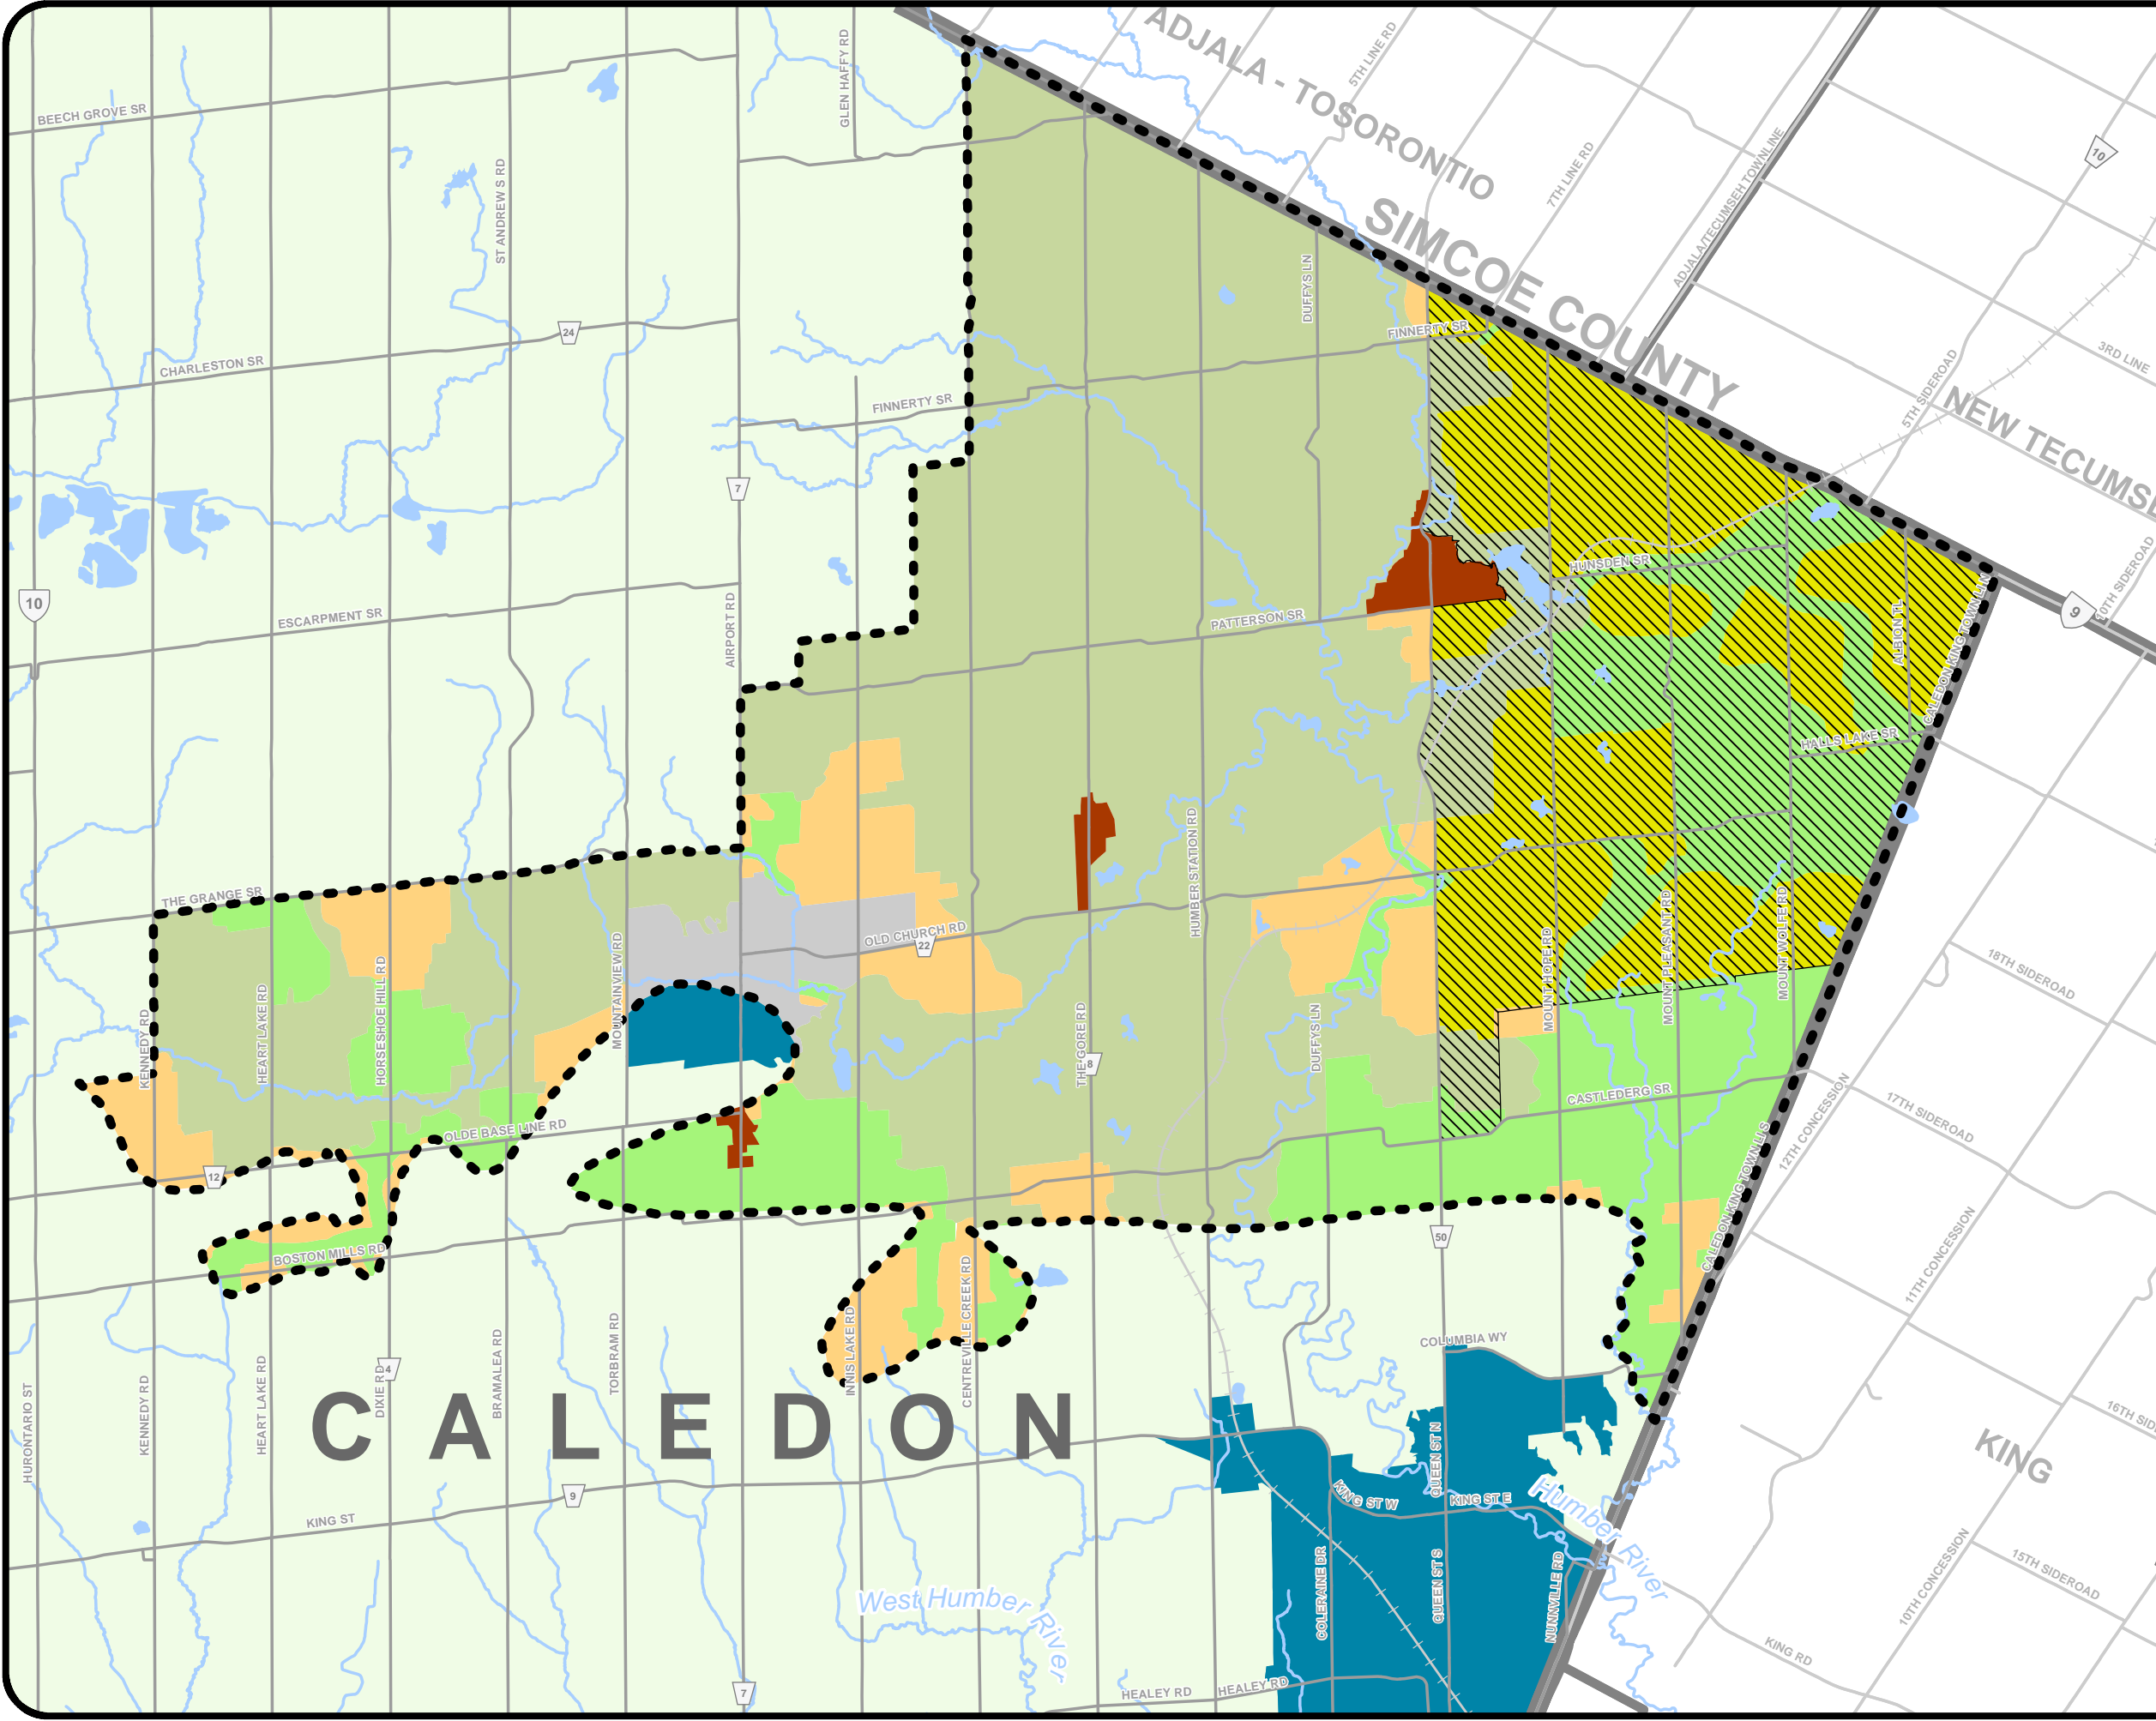 ADJALA - TOSORONTIO
5TH LINE RD
GLEN HAFFY RD
BEECH GROVE SR
7TH LINE RD
ADJALA/TECUMSEH TOWNLINE
10
ST ANDREWS RD
SIMCOE COUNTY
DUFFYS LN
24
FINNERTY SR
3RD LINE
CHARLESTON SR
5TH SIDEROAD
FINNERTY SR
NEW TECUMSE
7
HUNSDEN SR
10TH SIDEROAD
10
9
ESCARPMENT SR
AIRPORT RD
PATTERSON SR
ALBION TL
CALEDON KING TOWN LIN
HALLS LAKE SR
HUMBER STATION RD
THE GRANGE SR
OLD CHURCH RD
22
MOUNTAINVIEW RD
MOUNT HOPE RD
MOUNT PLEASANT RD
MOUNT WOLFE RD
18TH SIDEROAD
KENNEDY RD
HEART LAKE RD
HORSESHOE HILL RD
THE GORE RD
8
DUFFYS LN
CASTLEDERG SR
17TH SIDEROAD
12TH CONCESSION
OLDE BASE LINE RD
12
CALEDON KING TOWN LI S
BOSTON MILLS RD
50
11TH CONCESSION
INNIS LAKE RD
CENTREVILLE CREEK RD
COLUMBIA WY
HURONTARIO ST
KENNEDY RD
HEART LAKE RD
DIXIE RD
4
BRAMALEA RD
TORBRAM RD
CALEDON
QUEEN ST N
16TH SID
KING
KING ST W
KING ST E
9
KING ST
Humber River
COLERAINE DR
QUEEN ST S
NUNNVILLE RD
10TH CONCESSION
15TH SIDEROAD
West Humber River
KING RD
7
HEALEY RD
HEALEY RD